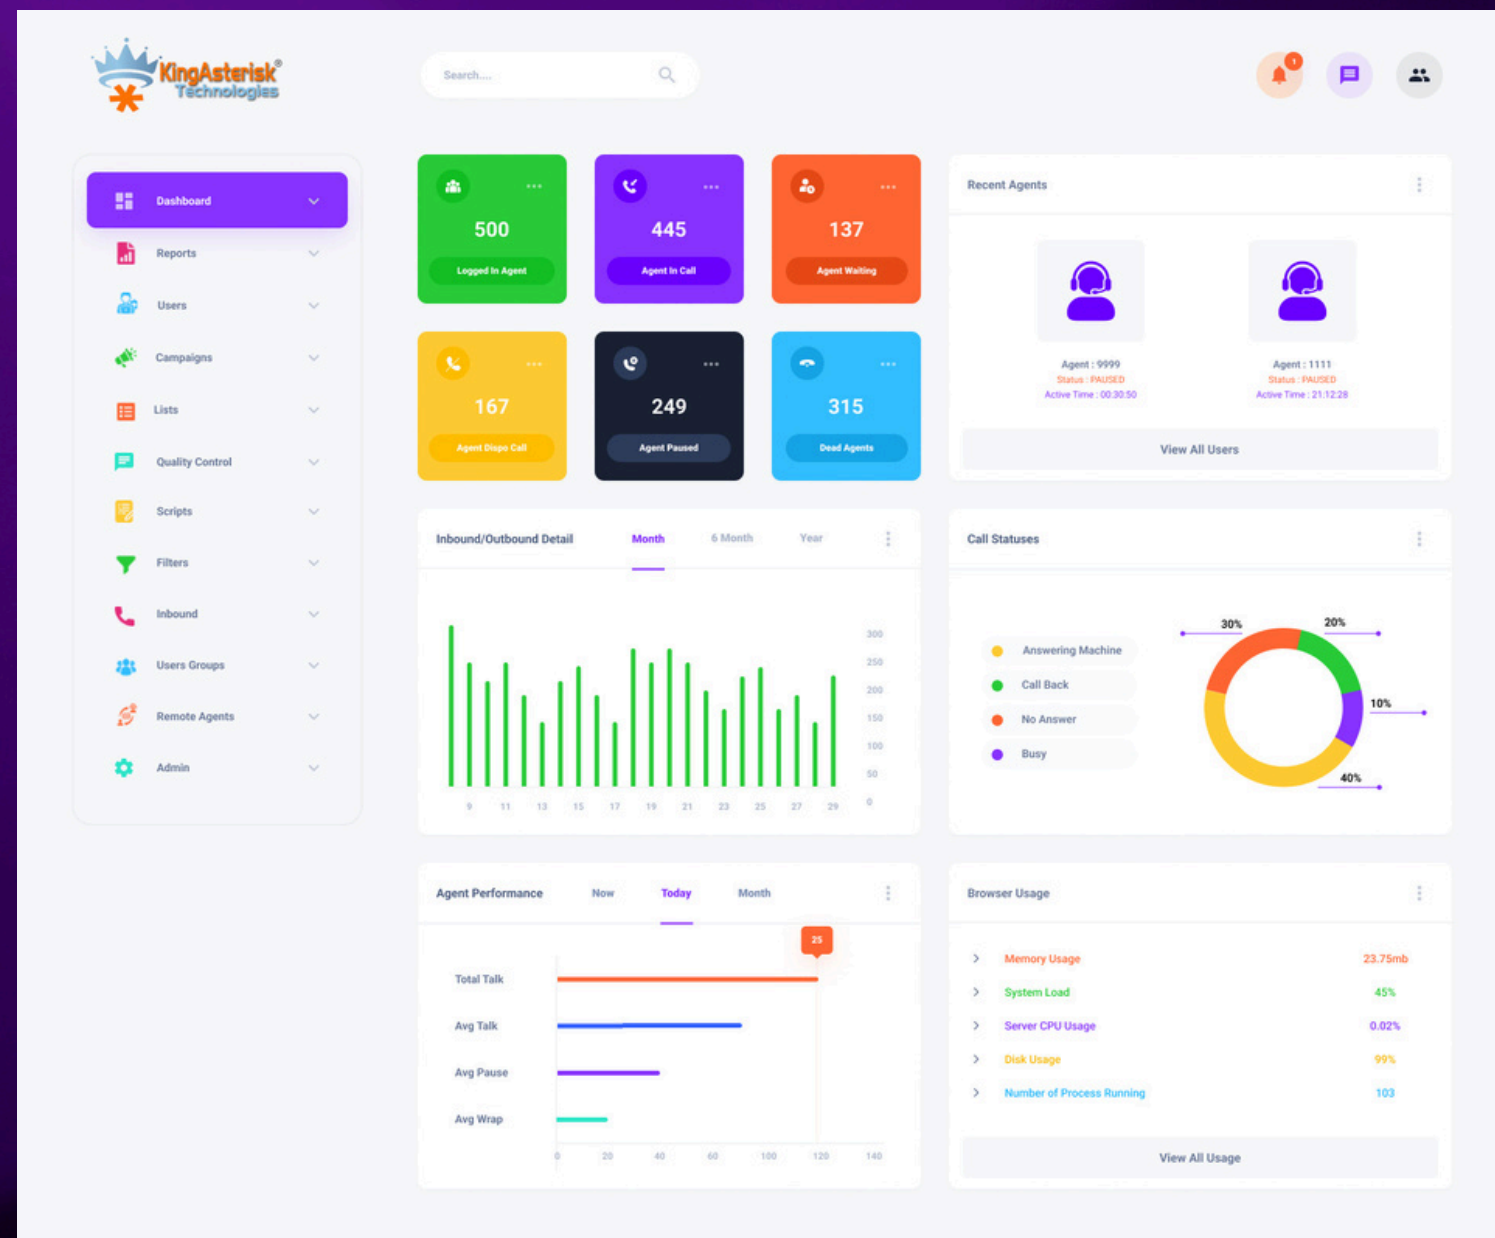 KingAsterisk®
Technologies
Search....
1
Dashboard
Reports
Users
Campaigns
Lists
Quality Control
Scripts
Filters
Inbound
Users Groups
Remote Agents
Admin
500
Logged In Agent
445
Agent In Call
137
Agent Waiting
167
Agent Dispo Call
249
Agent Paused
315
Dead Agents
Recent Agents
Agent : 9999
Status : PAUSED
Active Time : 00:30:50
Agent : 1111
Status : PAUSED
Active Time : 21:12:28
View All Users
Inbound/Outbound Detail Month 6 Month Year
300
250
200
150
100
50
0
9 11 13 15 17 19 21 23 25 27 29
Call Statuses
Answering Machine
Call Back
No Answer
Busy
30%
20%
10%
40%
Agent Performance Now Today Month
25
Total Talk
Avg Talk
Avg Pause
Avg Wrap
0 20 40 60 100 120 140
Browser Usage
Memory Usage 23.75mb
System Load 45%
Server CPU Usage 0.02%
Disk Usage 99%
Number of Process Running 103
View All Usage